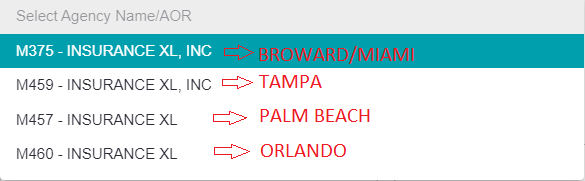 Select Agency Name/AOR
M375 - INSURANCE XL, INC BROWARD/MIAMI
M459 - INSURANCE XL, INC TAMPA
M457 - INSURANCE XL PALM BEACH
M460 - INSURANCE XL ORLANDO